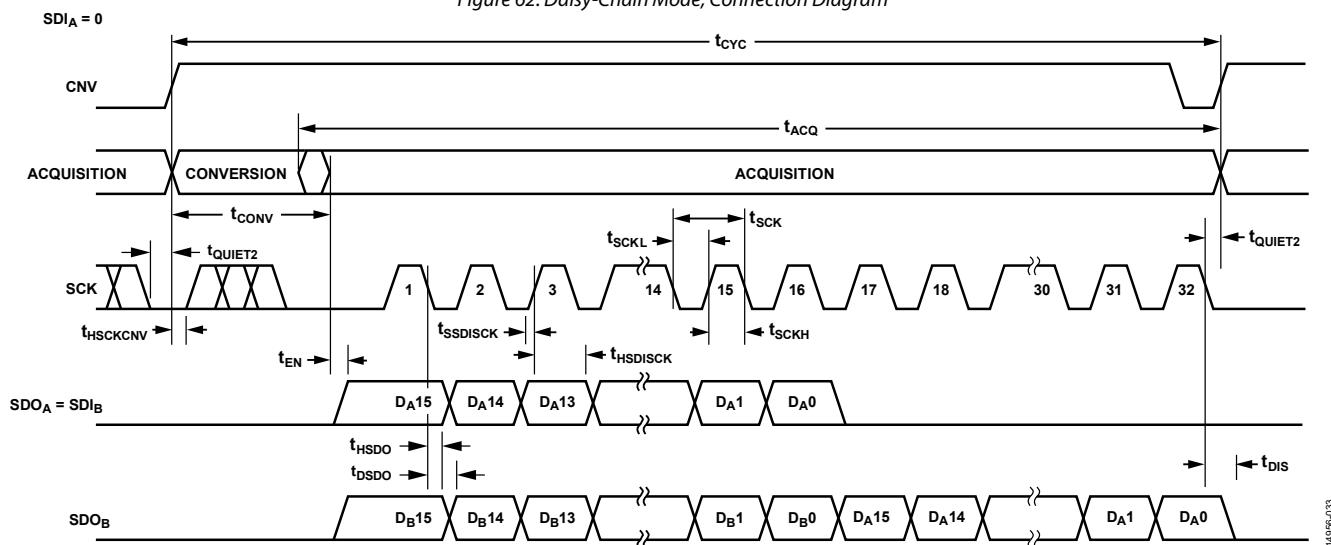 Figure 62. Daisy-Chain Mode, Connection Diagram
SDIA = 0
tCYC
CNV
tACQ
ACQUISITION
CONVERSION
ACQUISITION
tCONV
tSCK
tSCKL
tQUIET2
tQUIET2
SCK
1 2 3 14 15 16 17 18 30 31 32
tHSCKCNV
tSSDISCK
tSCKH
tEN
tHSDISCK
SDOA = SDIB
DA15 DA14 DA13 DA1 DA0
tHSDO
tDSDO
tDIS
SDOB
DB15 DB14 DB13 DB1 DB0 DA15 DA14 DA1 DA0
14956-033